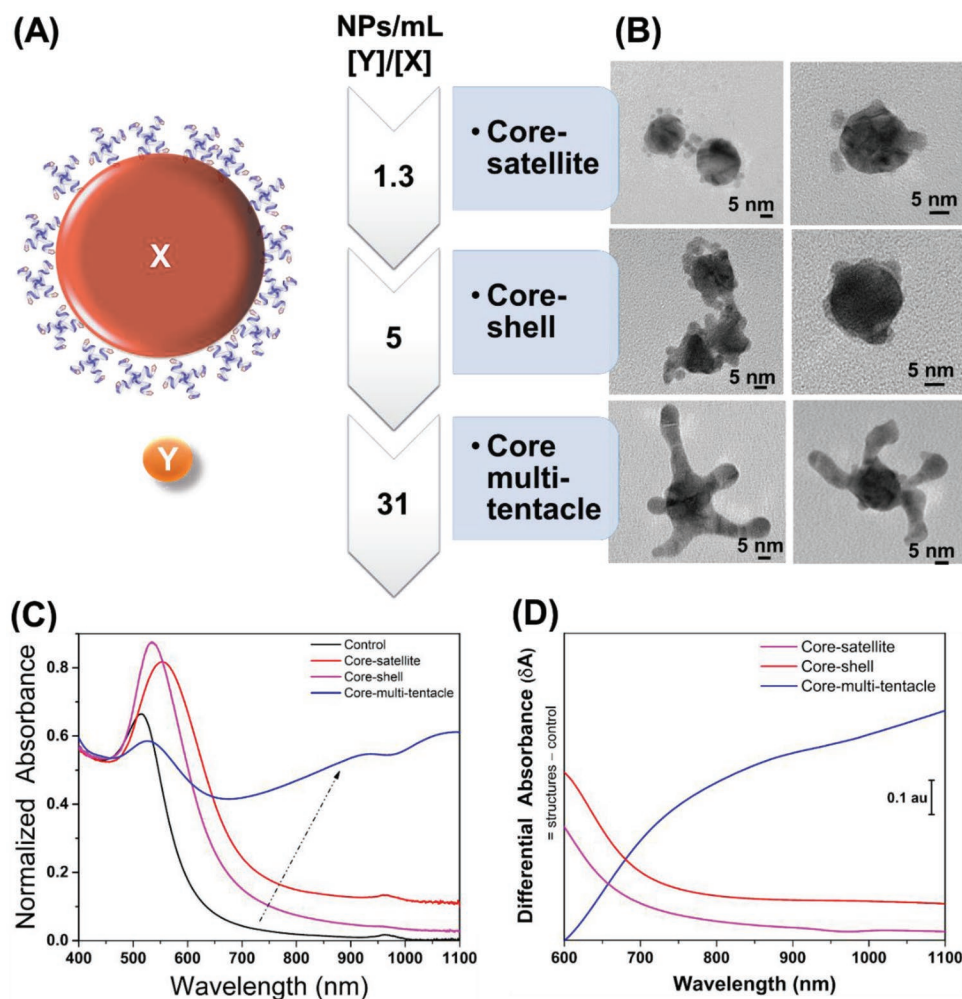 (A)
NPs/mL
[Y]/[X]
(B)
X
Y
1.3
• Core-
satellite
5
• Core-
shell
31
• Core
multi-
tentacle
5 nm
5 nm
5 nm
5 nm
5 nm
5 nm
(C)
Normalized Absorbance
0.8
0.6
0.4
0.2
0.0
400 500 600 700 800 900 1000 1100
Wavelength (nm)
Control
Core-satellite
Core-shell
Core-multi-tentacle
(D)
Differential Absorbance (δA)
= structures – control
Core-satellite
Core-shell
Core-multi-tentacle
0.1 au
600 700 800 900 1000 1100
Wavelength (nm)